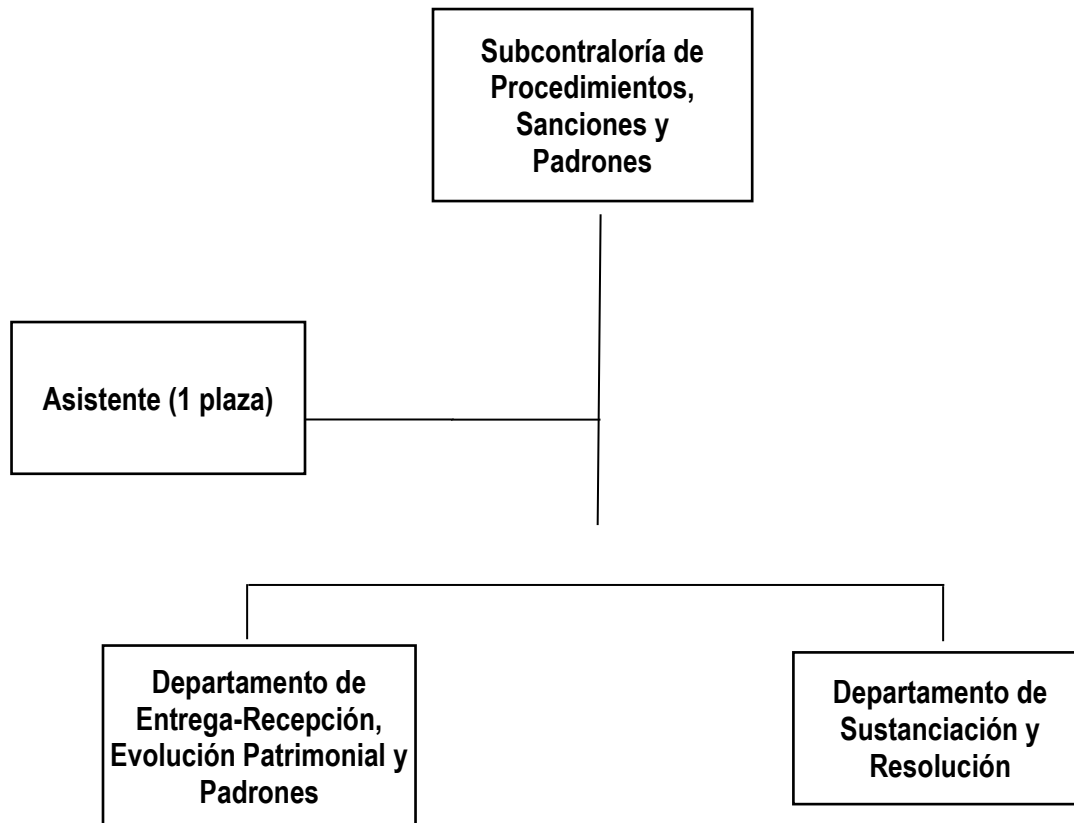 Subcontraloría de
Procedimientos,
Sanciones y
Padrones
Asistente (1 plaza)
Departamento de
Entrega-Recepción,
Evolución Patrimonial y
Padrones
Departamento de
Sustanciación y
Resolución